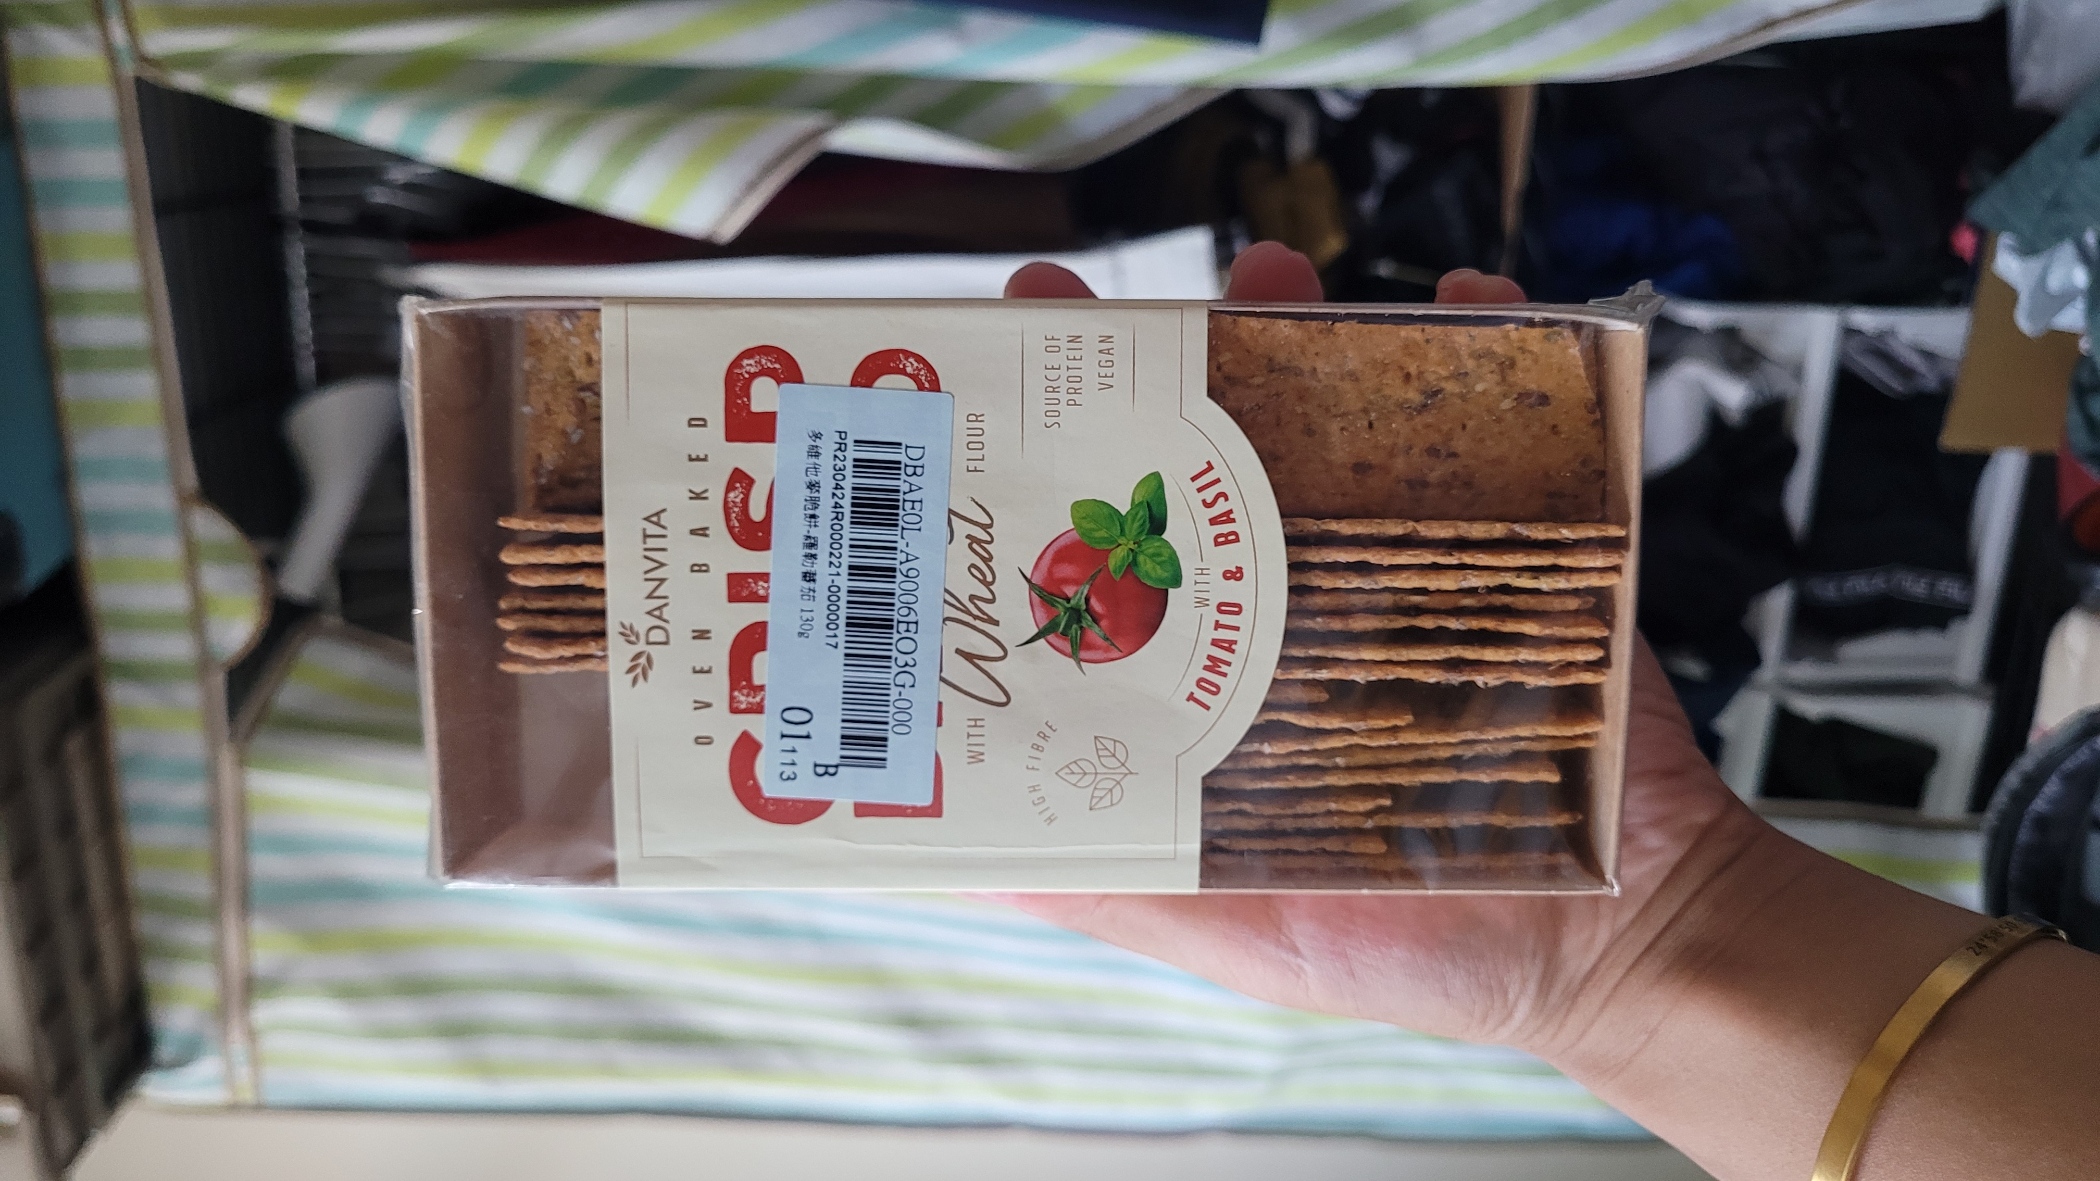 DANVITA
OVEN BAKED
CRISP
DBAE0L-A9006EO3G-000
PR230424R000221-0000017
多維他麥脆餅-羅勒蕃茄 130g
01113
B
WITH Wheat FLOUR
SOURCE OF
PROTEIN
VEGAN
HIGH FIBRE
WITH
TOMATO & BASIL